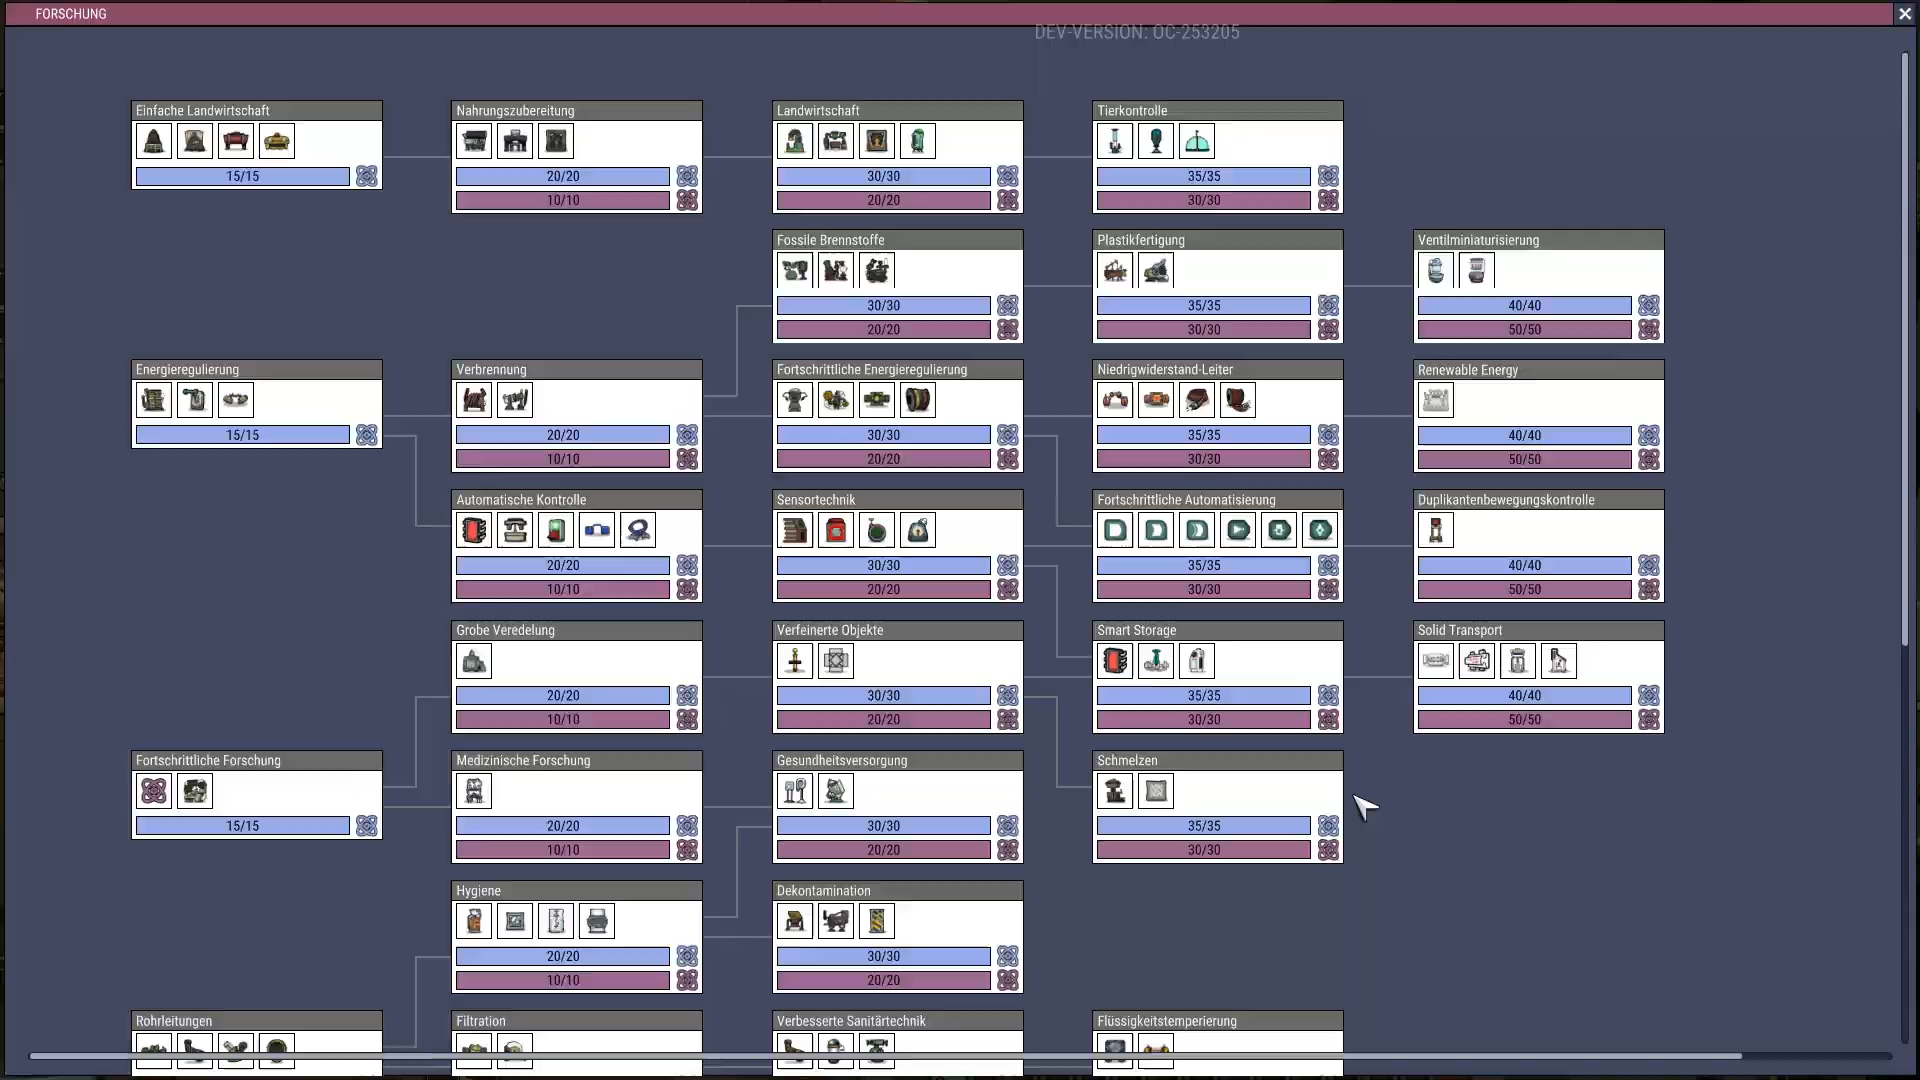 FORSCHUNG
DEV-VERSION: OC-253205
Einfache Landwirtschaft
15/15
Nahrungszubereitung
20/20
10/10
Landwirtschaft
30/30
20/20
Tierkontrolle
35/35
30/30
Fossile Brennstoffe
30/30
20/20
Plastikfertigung
35/35
30/30
Ventilminiaturisierung
40/40
50/50
Energieregulierung
15/15
Verbrennung
20/20
10/10
Fortschrittliche Energieregulierung
30/30
20/20
Niedrigwiderstand-Leiter
35/35
30/30
Renewable Energy
40/40
50/50
Automatische Kontrolle
20/20
10/10
Sensortechnik
30/30
20/20
Fortschrittliche Automatisierung
35/35
30/30
Duplikantenbewegungskontrolle
40/40
50/50
Grobe Veredelung
20/20
10/10
Verfeinerte Objekte
30/30
20/20
Smart Storage
35/35
30/30
Solid Transport
40/40
50/50
Fortschrittliche Forschung
15/15
Medizinische Forschung
20/20
10/10
Gesundheitsversorgung
30/30
20/20
Schmelzen
35/35
30/30
Hygiene
20/20
10/10
Dekontamination
30/30
20/20
Rohrleitungen
Filtration
Verbesserte Sanitärtechnik
Flüssigkeitstemperierung